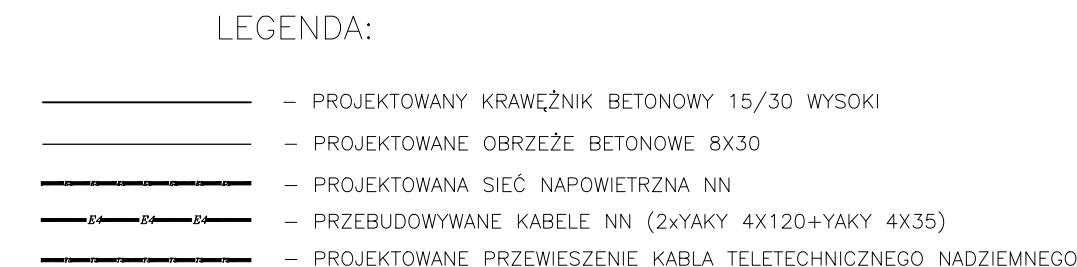 LEGENDA:
– PROJEKTOWANY KRAWĘŻNIK BETONOWY 15/30 WYSOKI
– PROJEKTOWANE OBRZEŻE BETONOWE 8X30
– PROJEKTOWANA SIEĆ NAPOWIETRZNA NN
E4 E4 E4 – PRZEBUDOWYWANE KABELE NN (2xYAKY 4X120+YAKY 4X35)
– PROJEKTOWANE PRZEWIESZENIE KABLA TELETECHNICZNEGO NADZIEMNEGO